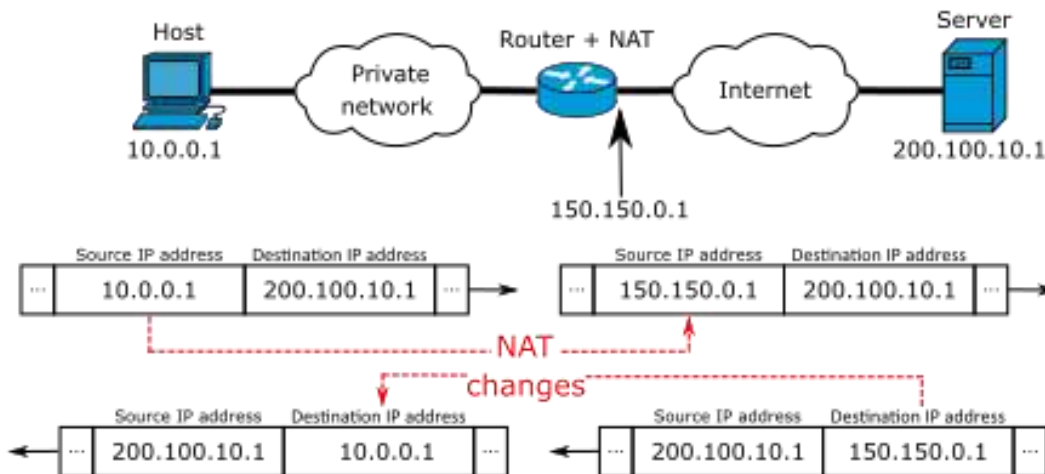 Host
Server
Router + NAT
Private
network
Internet
10.0.0.1
200.100.10.1
150.150.0.1
Source IP address Destination IP address
... 10.0.0.1 200.100.10.1 ...
Source IP address Destination IP address
... 150.150.0.1 200.100.10.1 ...
NAT
changes
Source IP address Destination IP address
... 200.100.10.1 10.0.0.1 ...
Source IP address Destination IP address
... 200.100.10.1 150.150.0.1 ...